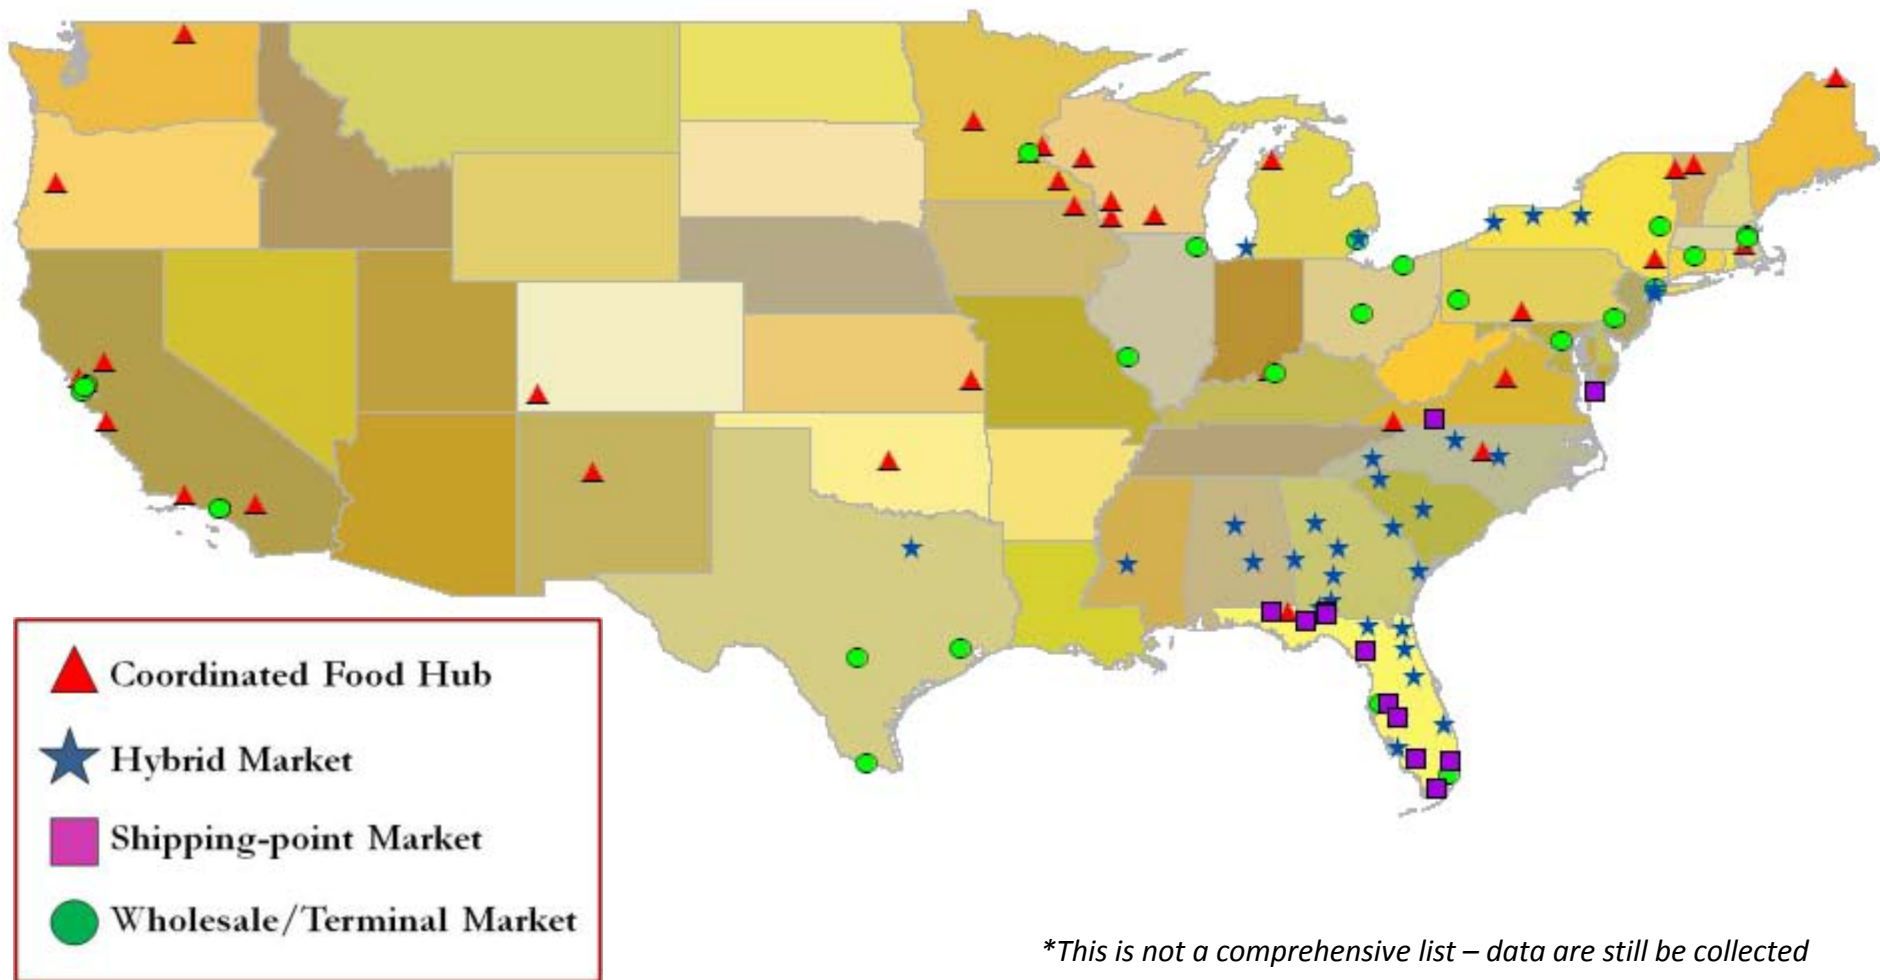 Coordinated Food Hub
Hybrid Market
Shipping-point Market
Wholesale/Terminal Market
*This is not a comprehensive list – data are still be collected